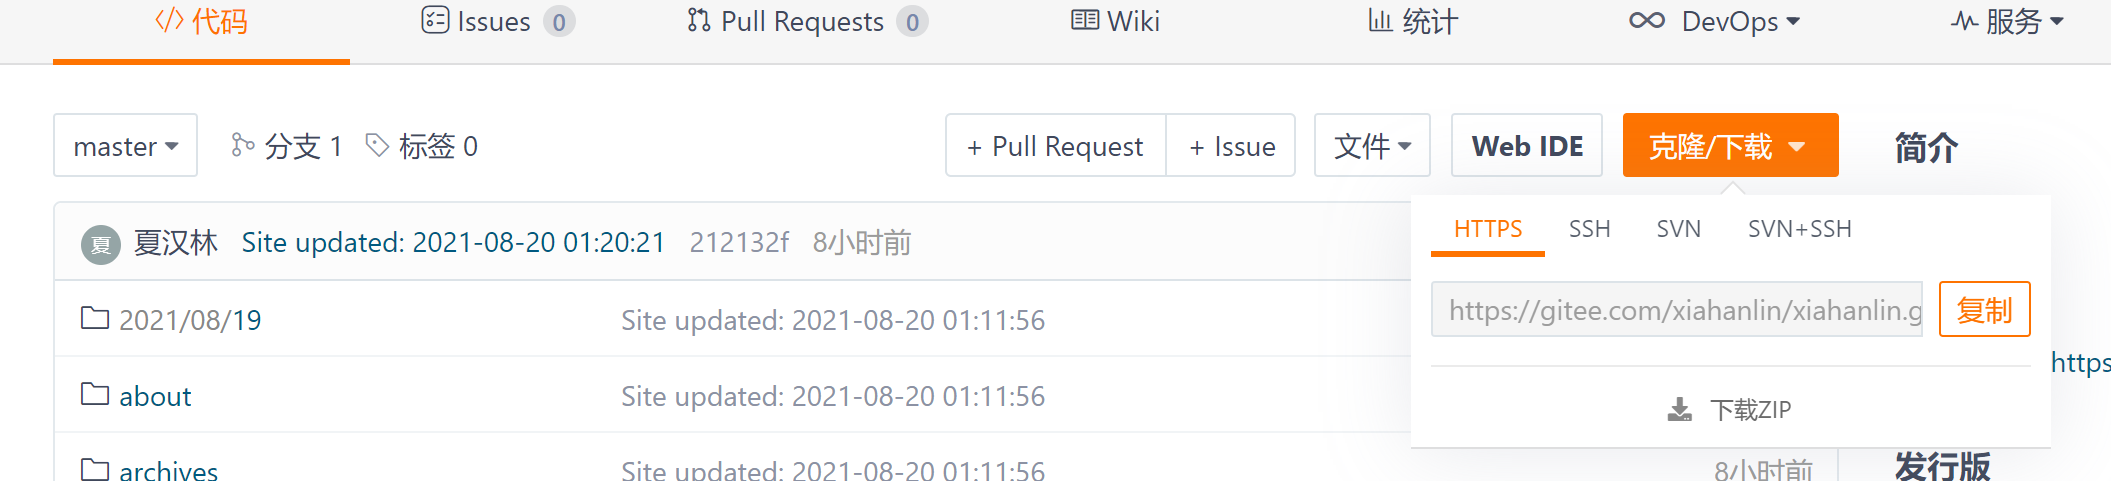 代码 Issues 0 Pull Requests 0 Wiki 统计 DevOps 服务
master 分支 1 标签 0 + Pull Request + Issue 文件 Web IDE 克隆/下载 简介
HTTPS SSH SVN SVN+SSH
夏 夏汉林 Site updated: 2021-08-20 01:20:21 212132f 8小时前
https://gitee.com/xiahanlin/xiahanlin.g 复制
2021/08/19 Site updated: 2021-08-20 01:11:56
https
about Site updated: 2021-08-20 01:11:56
下载ZIP
archives Site updated: 2021-08-20 01:11:56 8小时前 发行版